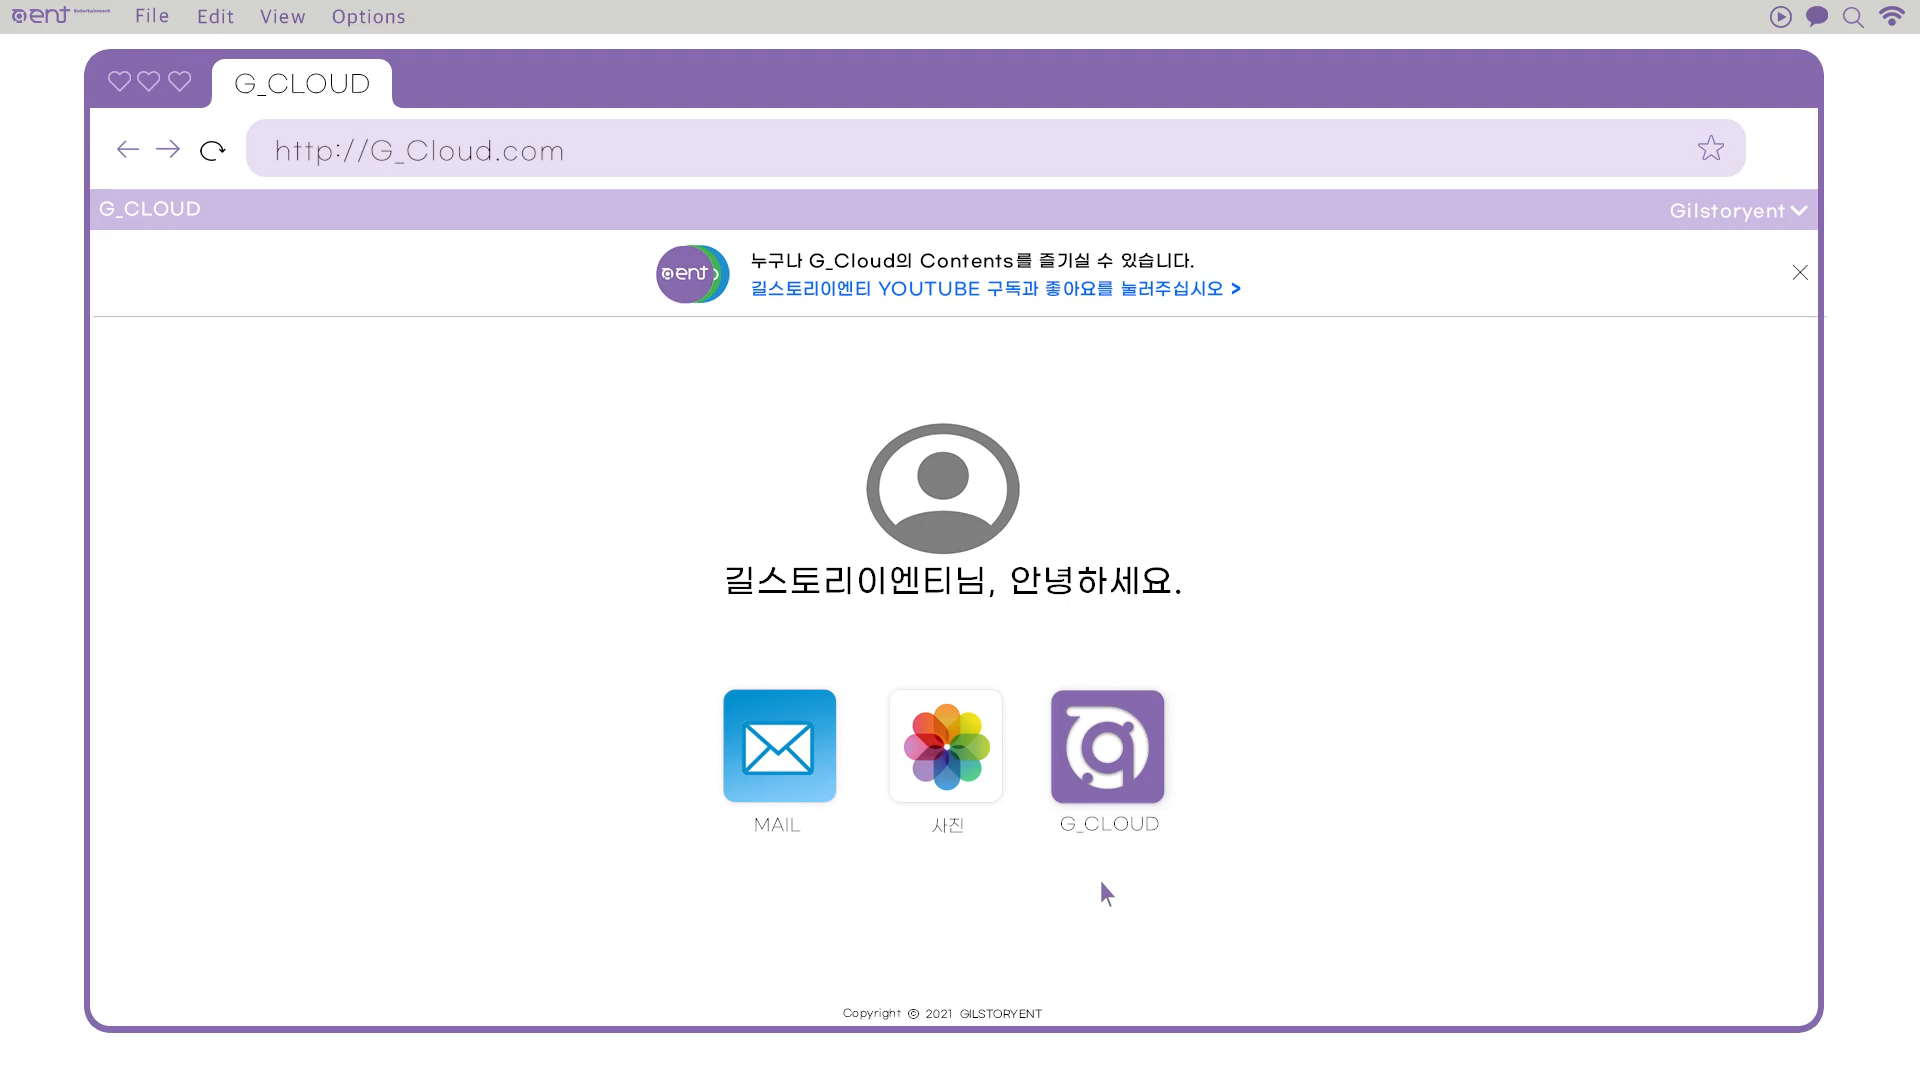 ent Entertainment File Edit View Options
G_CLOUD
http://G_Cloud.com
G_CLOUD Gilstoryent
ent
누구나 G_Cloud의 Contents를 즐기실 수 있습니다.
길스토리이엔티 YOUTUBE 구독과 좋아요를 눌러주십시오 >
길스토리이엔티님, 안녕하세요.
MAIL 사진 G_CLOUD
Copyright © 2021 GILSTORYENT